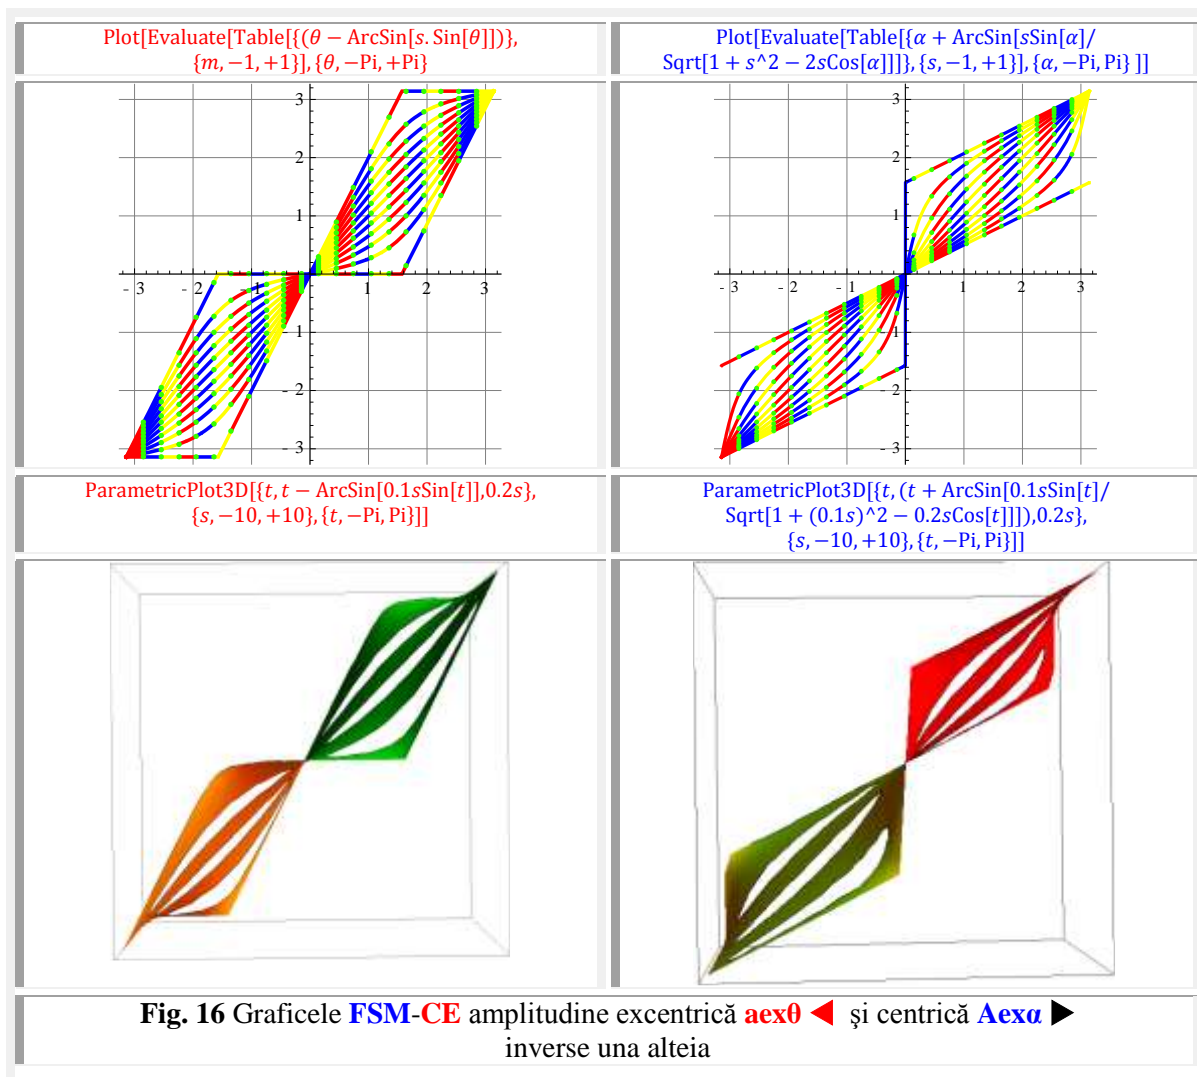 Plot[Evaluate[Table[{(θ − ArcSin[s. Sin[θ]])},
{m, −1, +1}], {θ, −Pi, +Pi}
Plot[Evaluate[Table[{α + ArcSin[sSin[α]/
Sqrt[1 + s^2 − 2sCos[α]]]}, {s, −1, +1}], {α, −Pi, Pi} ]]
3
2
1
- 3
- 2
- 1
1
2
3
- 1
- 2
- 3
3
2
1
- 3
- 2
- 1
1
2
3
1
- 2
- 3
ParametricPlot3D[{t, t − ArcSin[0.1sSin[t]],0.2s},
{s, −10, +10}, {t, −Pi, Pi}]]
ParametricPlot3D[{t, (t + ArcSin[0.1sSin[t]/
Sqrt[1 + (0.1s)^2 − 0.2sCos[t]]]),0.2s},
{s, −10, +10}, {t, −Pi, Pi}]]
Fig. 16 Graficele FSM-CE amplitudine excentrică aexθ ◀ şi centrică Aexα ▶
inverse una alteia